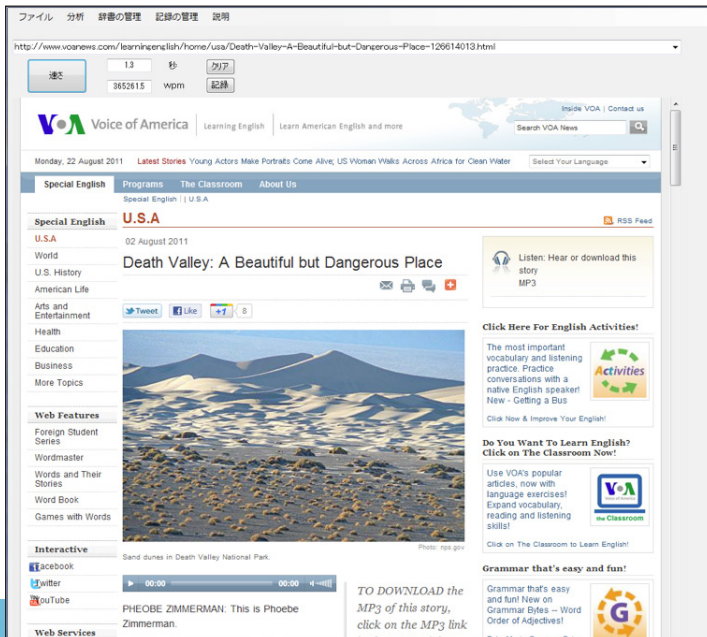 ファイル 分析 辞書の管理 記録の管理 説明
http://www.voanews.com/learningenglish/home/usa/Death-Valley-A-Beautiful-but-Dangerous-Place-126614013.html
速さ
1.3 秒 クリア
365261.5 wpm 記録
Inside VOA | Contact us
VOA Voice of America Learning English Learn American English and more
Search VOA News
Monday, 22 August 2011 Latest Stories Young Actors Make Portraits Come Alive; US Woman Walks Across Africa for Clean Water
Select Your Language
Special English Programs The Classroom About Us
Special English | | U.S.A
Special English
U.S.A
World
U.S. History
American Life
Arts and
Entertainment
Health
Education
Business
More Topics
Web Features
Foreign Student
Series
Wordmaster
Words and Their
Stories
Word Book
Games with Words
Interactive
Facebook
Twitter
YouTube
Web Services
U.S.A
RSS Feed
02 August 2011
Death Valley: A Beautiful but Dangerous Place
Tweet Like +1 8
Photo: nps.gov
Sand dunes in Death Valley National Park.
00:00 00:00
PHEOBE ZIMMERMAN: This is Phoebe
Zimmerman.
TO DOWNLOAD the
MP3 of this story,
click on the MP3 link
Listen: Hear or download this
story
MP3
Click Here For English Activities!
The most important
vocabulary and listening
practice. Practice
conversations with a
native English speaker!
New - Getting a Bus
Activities
Click Now & Improve Your English!
Do You Want To Learn English?
Click on The Classroom Now!
Use VOA's popular
articles, now with
language exercises!
Expand vocabulary,
reading and listening
skills!
VOA
the Classroom
Click on The Classroom to Learn English!
Grammar that's easy and fun!
Grammar that's easy
and fun! New on
Grammar Bytes -- Word
Order of Adjectives!
G